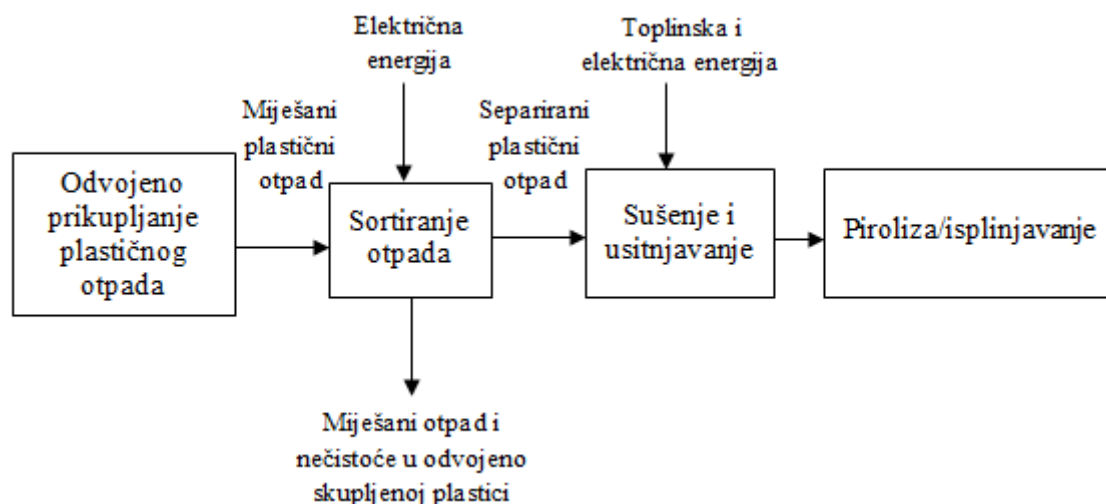 Električna
energija
Toplinska i
električna energija
Miješani
plastični
otpad
Separirani
plastični
otpad
Odvojeno
prikupljanje
plastičnog
otpada
Sortiranje
otpada
Sušenje i
usitnjavanje
Piroliza/isplinjavanje
Miješani otpad i
nečistoće u odvojeno
skupljenoj plastici